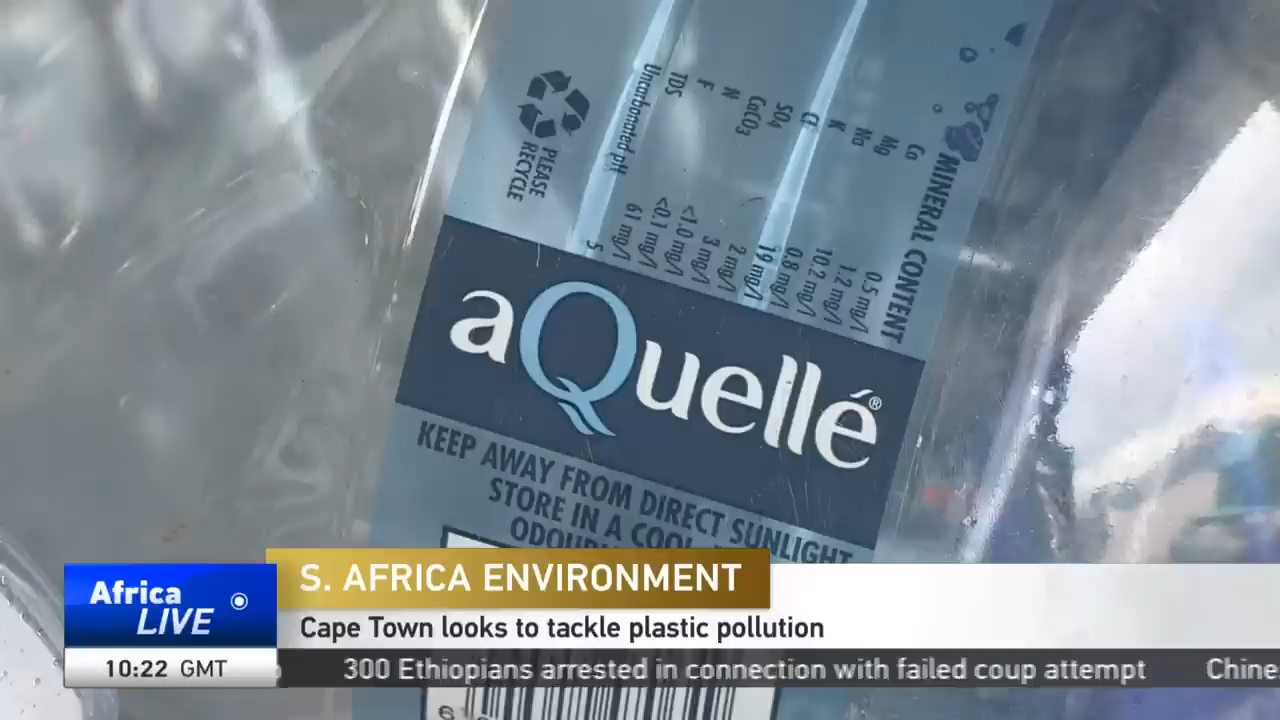 MINERAL CONTENT
Ca 0.5 mg/l
Mg 1.2 mg/l
Na 10.2 mg/l
K 0.8 mg/l
Cl 19 mg/l
SO4 2 mg/l
CaCO3 3 mg/l
N <1.0 mg/l
F <0.1 mg/l
TDS 61 mg/l
Uncarbonated pH 5
PLEASE
RECYCLE
aQuellé®
KEEP AWAY FROM DIRECT SUNLIGHT
STORE IN A COOL
S. AFRICA ENVIRONMENT
Africa
LIVE
Cape Town looks to tackle plastic pollution
10:22 GMT
300 Ethiopians arrested in connection with failed coup attempt
Chine